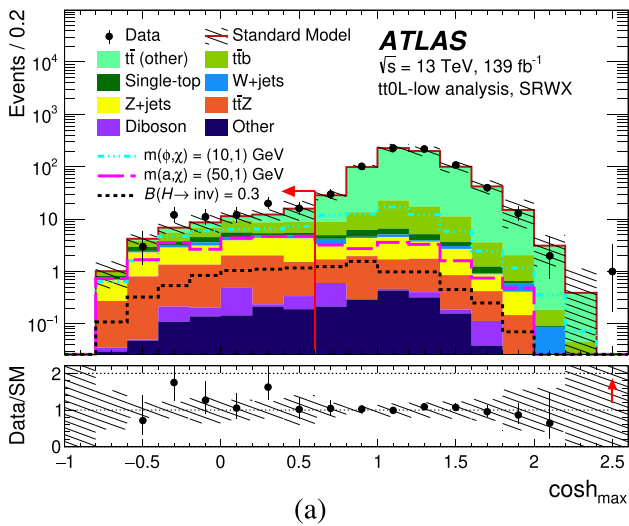 Events / 0.2
10⁴
10³
10²
10
1
10⁻¹
Data
Standard Model
tt̄ (other)
tt̄b
Single-top
W+jets
Z+jets
tt̄Z
Diboson
Other
m(ϕ,χ) = (10,1) GeV
m(a,χ) = (50,1) GeV
B(H→ inv) = 0.3
ATLAS
√s = 13 TeV, 139 fb⁻¹
tt0L-low analysis, SRWX
Data/SM
2
1
0
−1 −0.5 0 0.5 1 1.5 2 2.5
coshmax
(a)